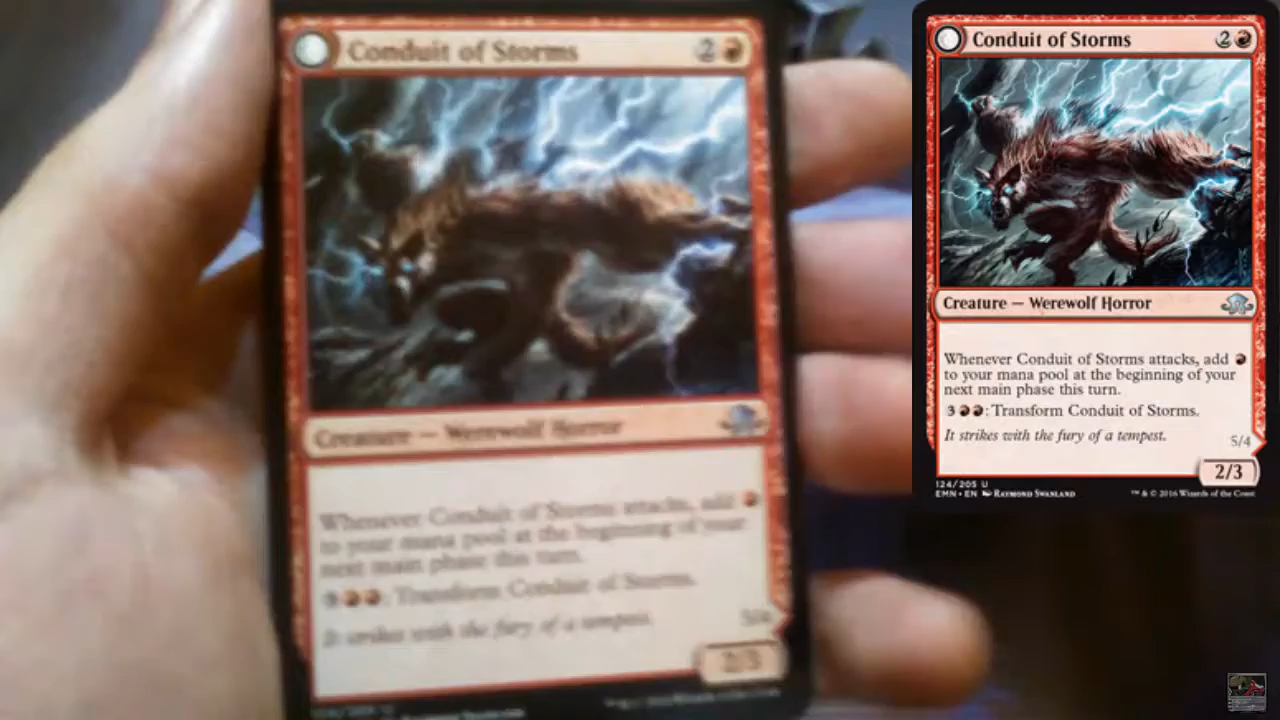 Conduit of Storms 2
Creature — Werewolf Horror
Whenever Conduit of Storms attacks, add
to your mana pool at the beginning of your
next main phase this turn.
: Transform Conduit of Storms.
It strikes with the fury of a tempest.
5/4
2/3
Conduit of Storms 2
Creature — Werewolf Horror
Whenever Conduit of Storms attacks, add
to your mana pool at the beginning of your
next main phase this turn.
3 : Transform Conduit of Storms.
It strikes with the fury of a tempest.
5/4
2/3
124/205 U
EMN • EN Raymond Swanland ™ & © 2016 Wizards of the Coast